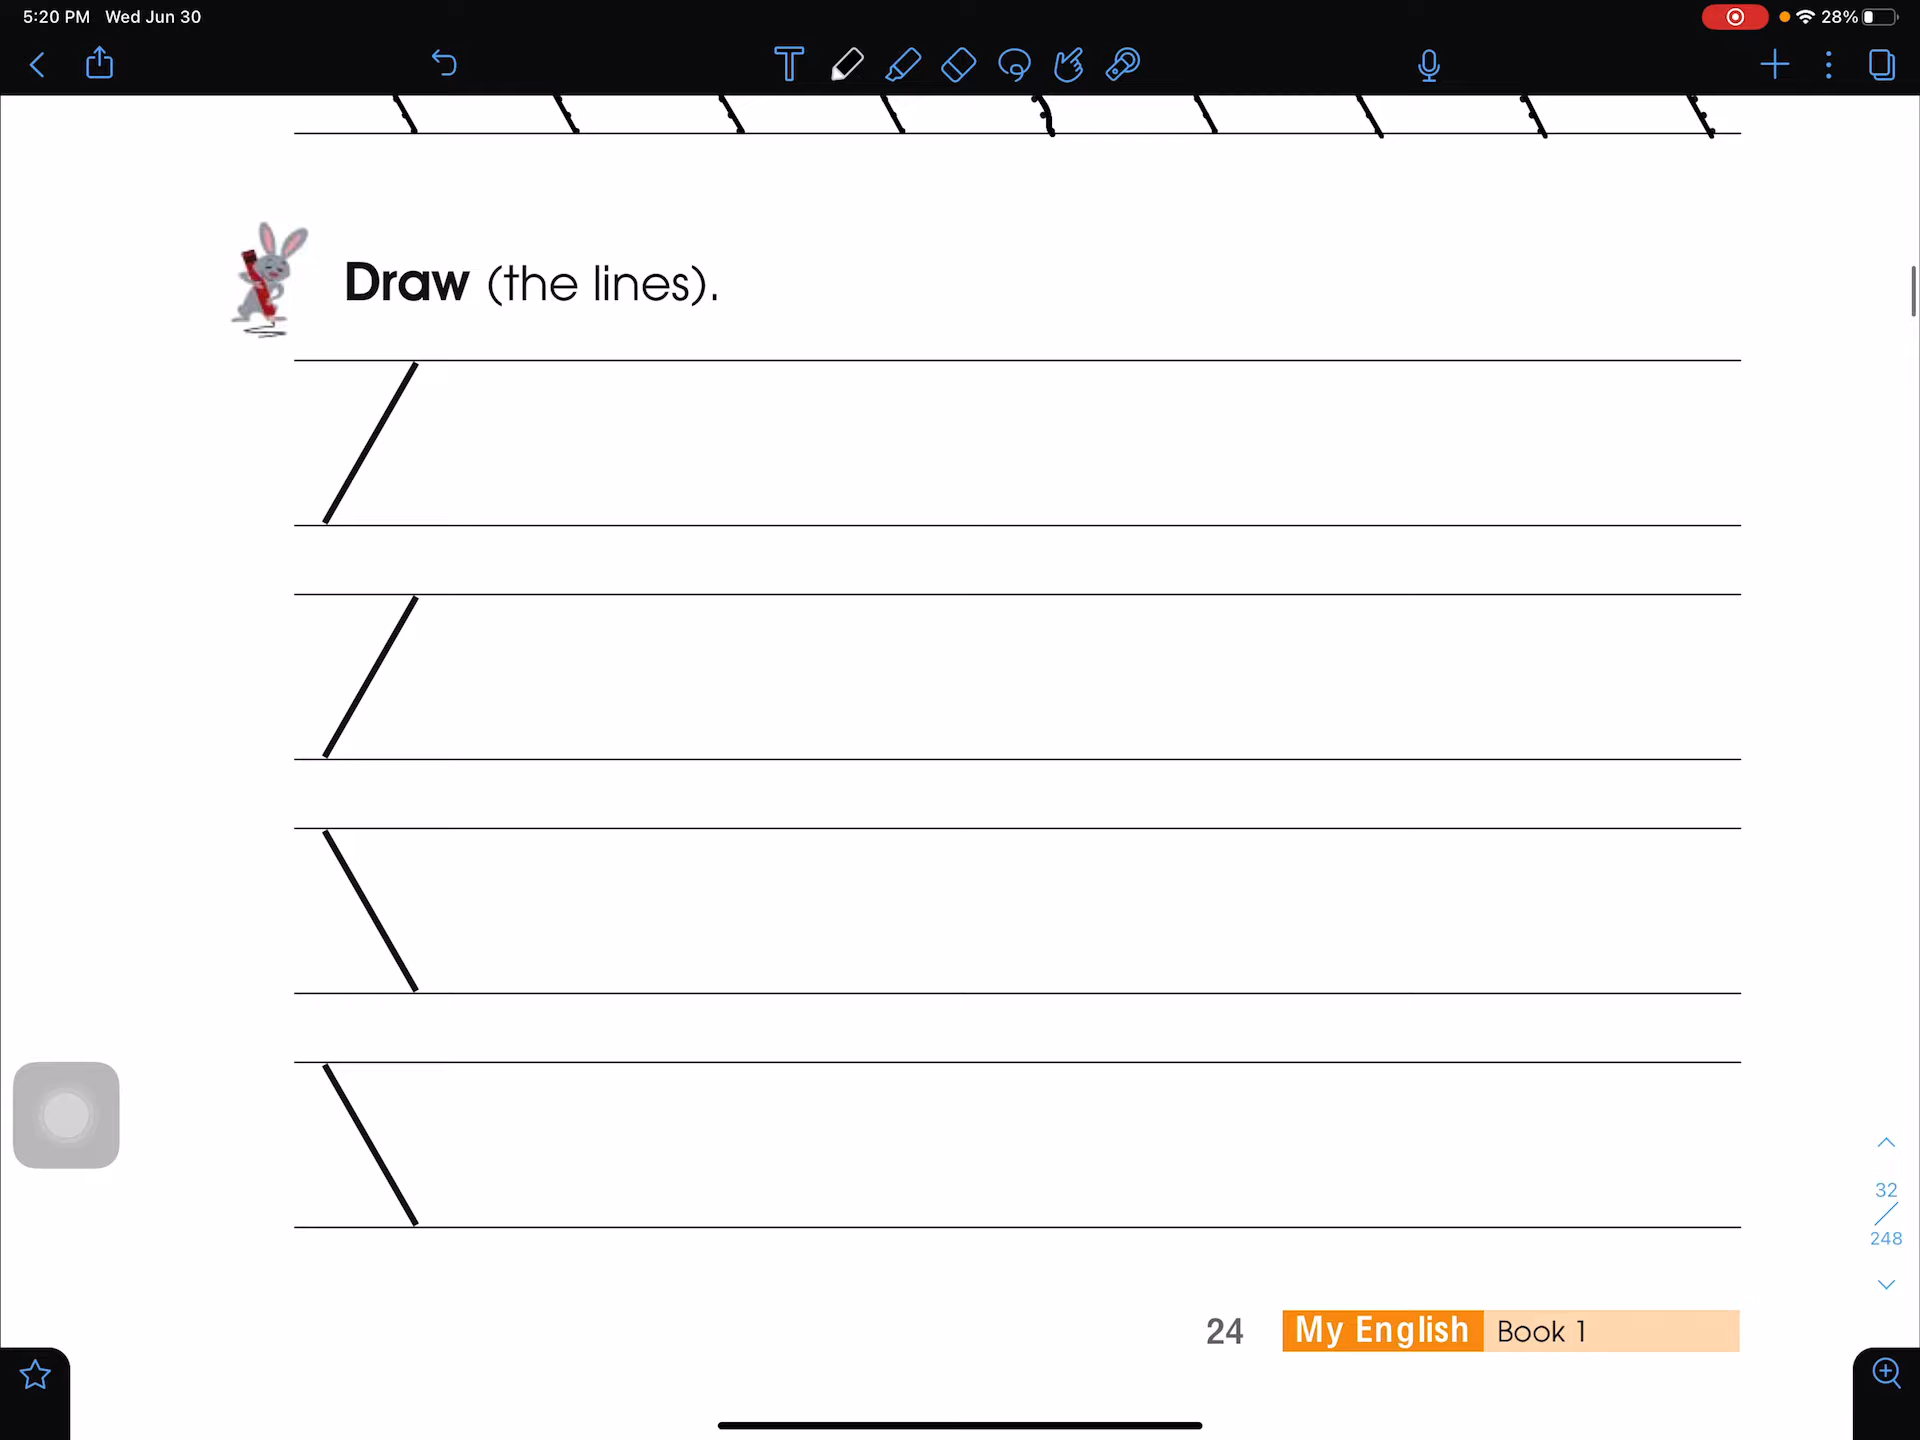 5:20 PM Wed Jun 30
28%
T
Draw (the lines).
32
248
24 My English Book 1